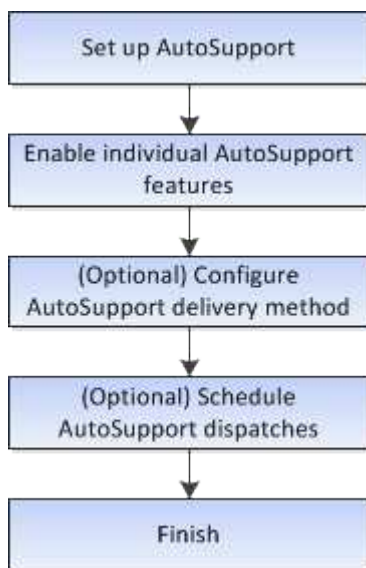 Set up AutoSupport
Enable individual AutoSupport
features
(Optional) Configure
AutoSupport delivery method
(Optional) Schedule
AutoSupport dispatches
Finish